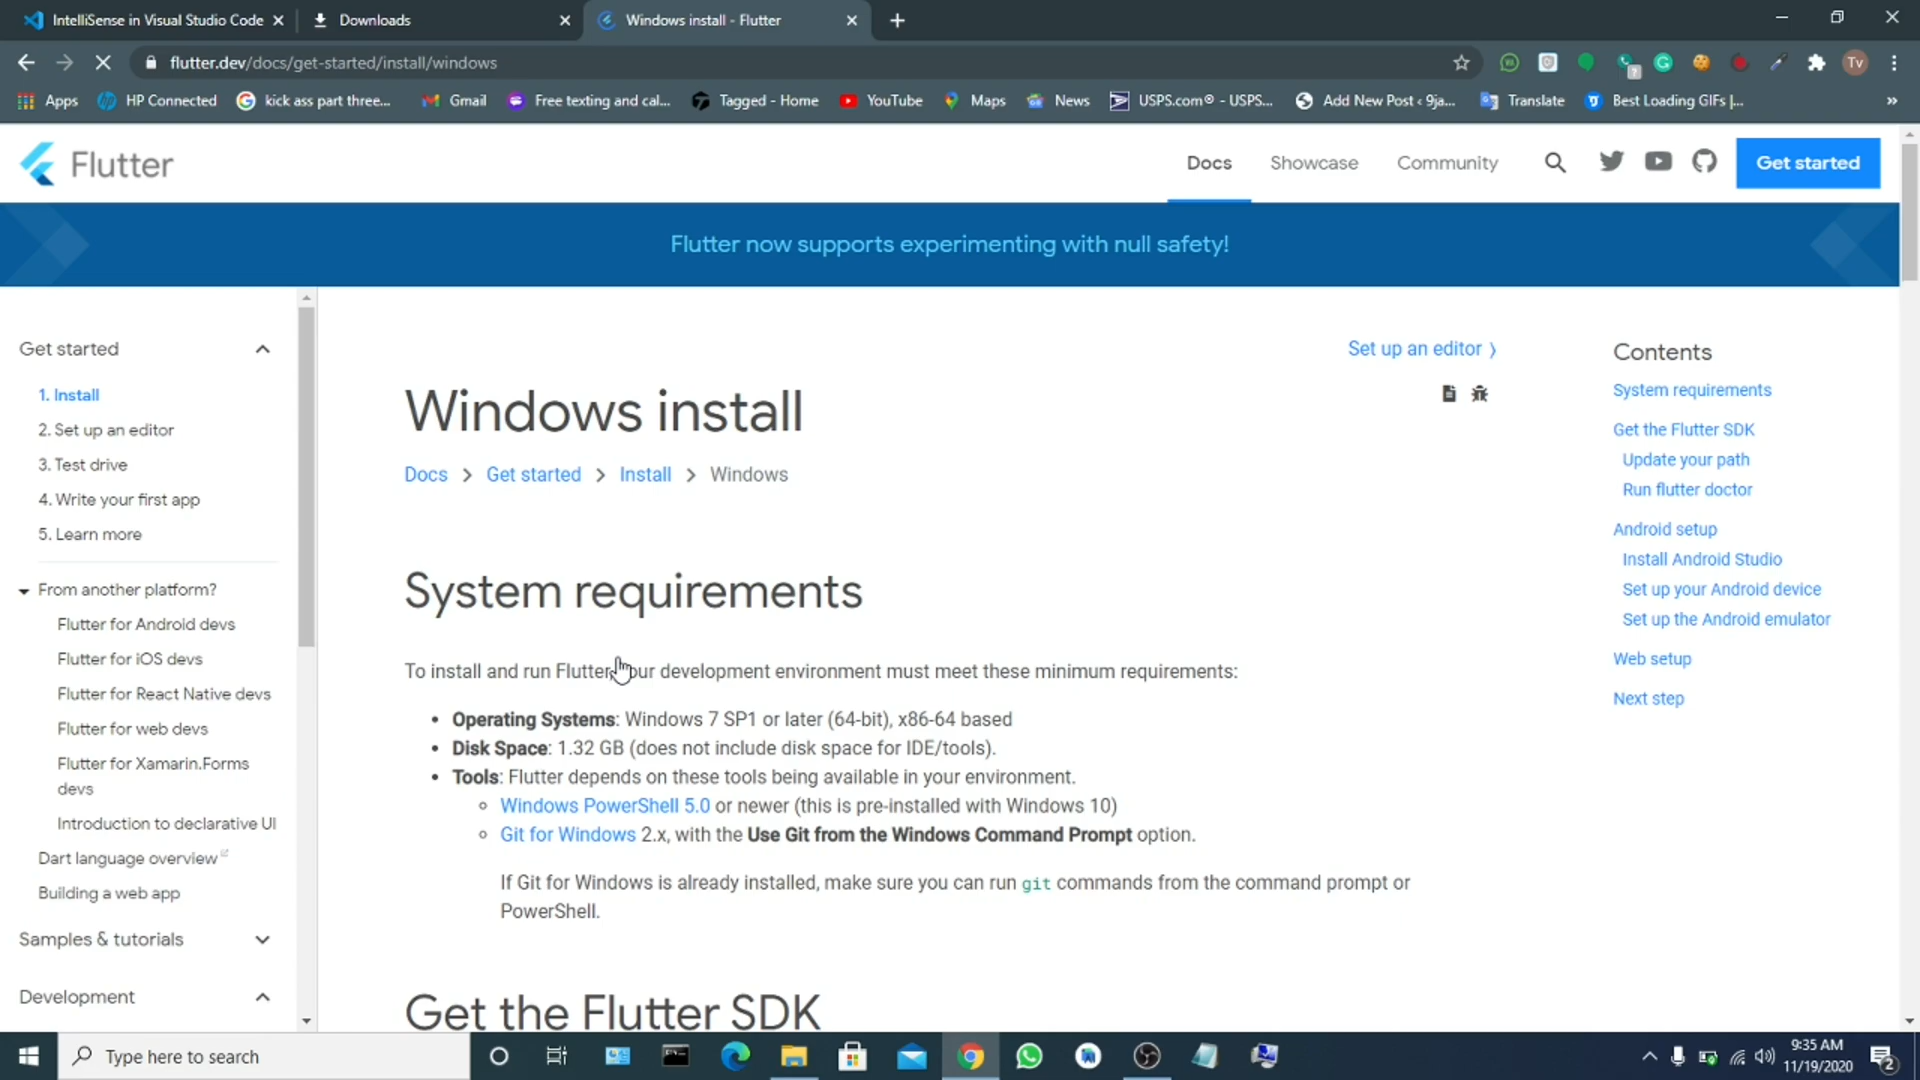 IntelliSense in Visual Studio Code
Downloads
Windows install - Flutter
flutter.dev/docs/get-started/install/windows
Tv
Apps
HP Connected
kick ass part three...
Gmail
Free texting and cal...
Tagged - Home
YouTube
Maps
News
USPS.com® - USPS...
Add New Post ‹ 9ja...
Translate
Best Loading GIFs |...
Flutter
Docs
Showcase
Community
Get started
Flutter now supports experimenting with null safety!
Get started
1. Install
2. Set up an editor
3. Test drive
4. Write your first app
5. Learn more
From another platform?
Flutter for Android devs
Flutter for iOS devs
Flutter for React Native devs
Flutter for web devs
Flutter for Xamarin.Forms
devs
Introduction to declarative UI
Dart language overview
Building a web app
Samples & tutorials
Development
Set up an editor
Windows install
Docs > Get started > Install > Windows
System requirements
To install and run Flutter, your development environment must meet these minimum requirements:
Operating Systems: Windows 7 SP1 or later (64-bit), x86-64 based
Disk Space: 1.32 GB (does not include disk space for IDE/tools).
Tools: Flutter depends on these tools being available in your environment.
Windows PowerShell 5.0 or newer (this is pre-installed with Windows 10)
Git for Windows 2.x, with the Use Git from the Windows Command Prompt option.
If Git for Windows is already installed, make sure you can run git commands from the command prompt or
PowerShell.
Get the Flutter SDK
Contents
System requirements
Get the Flutter SDK
Update your path
Run flutter doctor
Android setup
Install Android Studio
Set up your Android device
Set up the Android emulator
Web setup
Next step
Type here to search
9:35 AM
11/19/2020
2